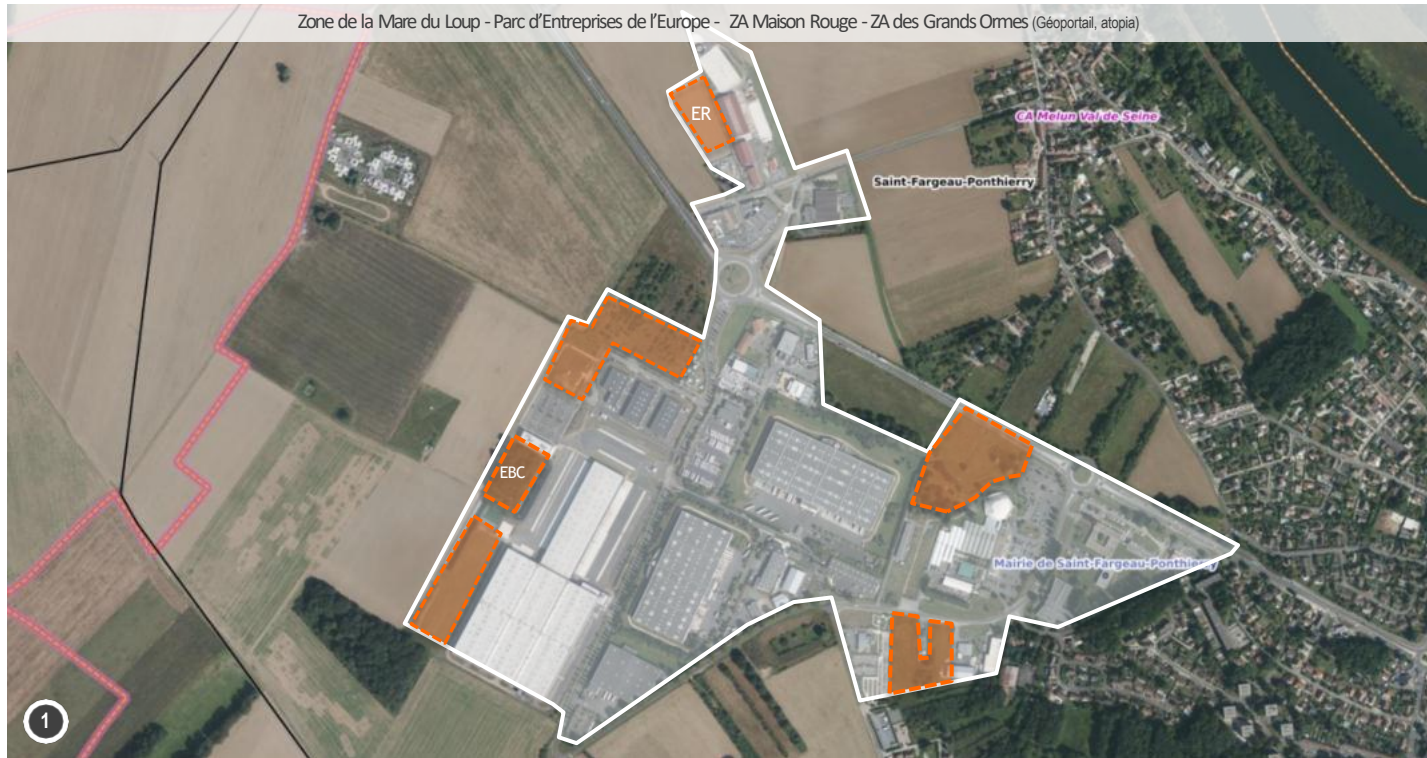 Zone de la Mare du Loup - Parc d'Entreprises de l'Europe - ZA Maison Rouge - ZA des Grands Ormes (Géoportail, atopia)
ER
CA Melun Val de Seine
Saint-Fargeau-Ponthierry
EBC
Mairie de Saint-Fargeau-Ponthierry
1